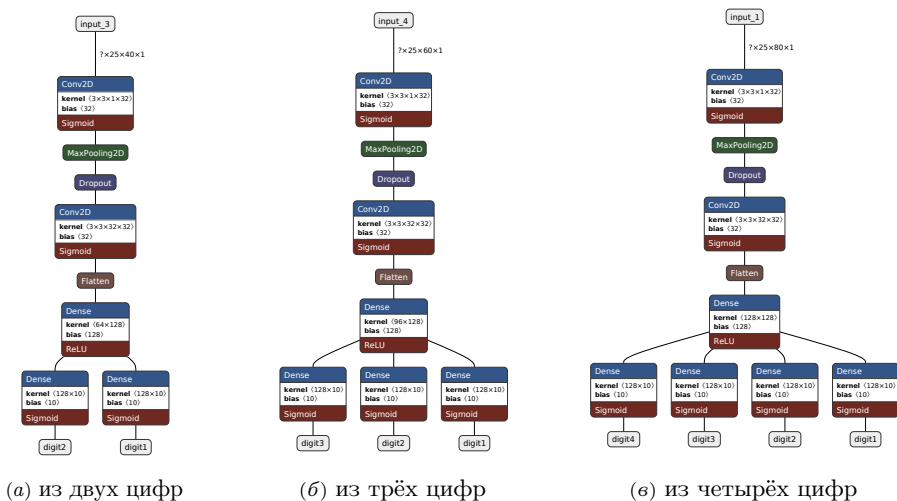 input_3
?×25×40×1
Conv2D
kernel ⟨3×3×1×32⟩
bias ⟨32⟩
Sigmoid
MaxPooling2D
Dropout
Conv2D
kernel ⟨3×3×32×32⟩
bias ⟨32⟩
Sigmoid
Flatten
Dense
kernel ⟨64×128⟩
bias ⟨128⟩
ReLU
Dense
kernel ⟨128×10⟩
bias ⟨10⟩
Sigmoid
digit2
Dense
kernel ⟨128×10⟩
bias ⟨10⟩
Sigmoid
digit1
(а) из двух цифр
input_4
?×25×60×1
Conv2D
kernel ⟨3×3×1×32⟩
bias ⟨32⟩
Sigmoid
MaxPooling2D
Dropout
Conv2D
kernel ⟨3×3×32×32⟩
bias ⟨32⟩
Sigmoid
Flatten
Dense
kernel ⟨96×128⟩
bias ⟨128⟩
ReLU
Dense
kernel ⟨128×10⟩
bias ⟨10⟩
Sigmoid
digit3
Dense
kernel ⟨128×10⟩
bias ⟨10⟩
Sigmoid
digit2
Dense
kernel ⟨128×10⟩
bias ⟨10⟩
Sigmoid
digit1
(б) из трёх цифр
input_1
?×25×80×1
Conv2D
kernel ⟨3×3×1×32⟩
bias ⟨32⟩
Sigmoid
MaxPooling2D
Dropout
Conv2D
kernel ⟨3×3×32×32⟩
bias ⟨32⟩
Sigmoid
Flatten
Dense
kernel ⟨128×128⟩
bias ⟨128⟩
ReLU
Dense
kernel ⟨128×10⟩
bias ⟨10⟩
Sigmoid
digit4
Dense
kernel ⟨128×10⟩
bias ⟨10⟩
Sigmoid
digit3
Dense
kernel ⟨128×10⟩
bias ⟨10⟩
Sigmoid
digit2
Dense
kernel ⟨128×10⟩
bias ⟨10⟩
Sigmoid
digit1
(в) из четырёх цифр